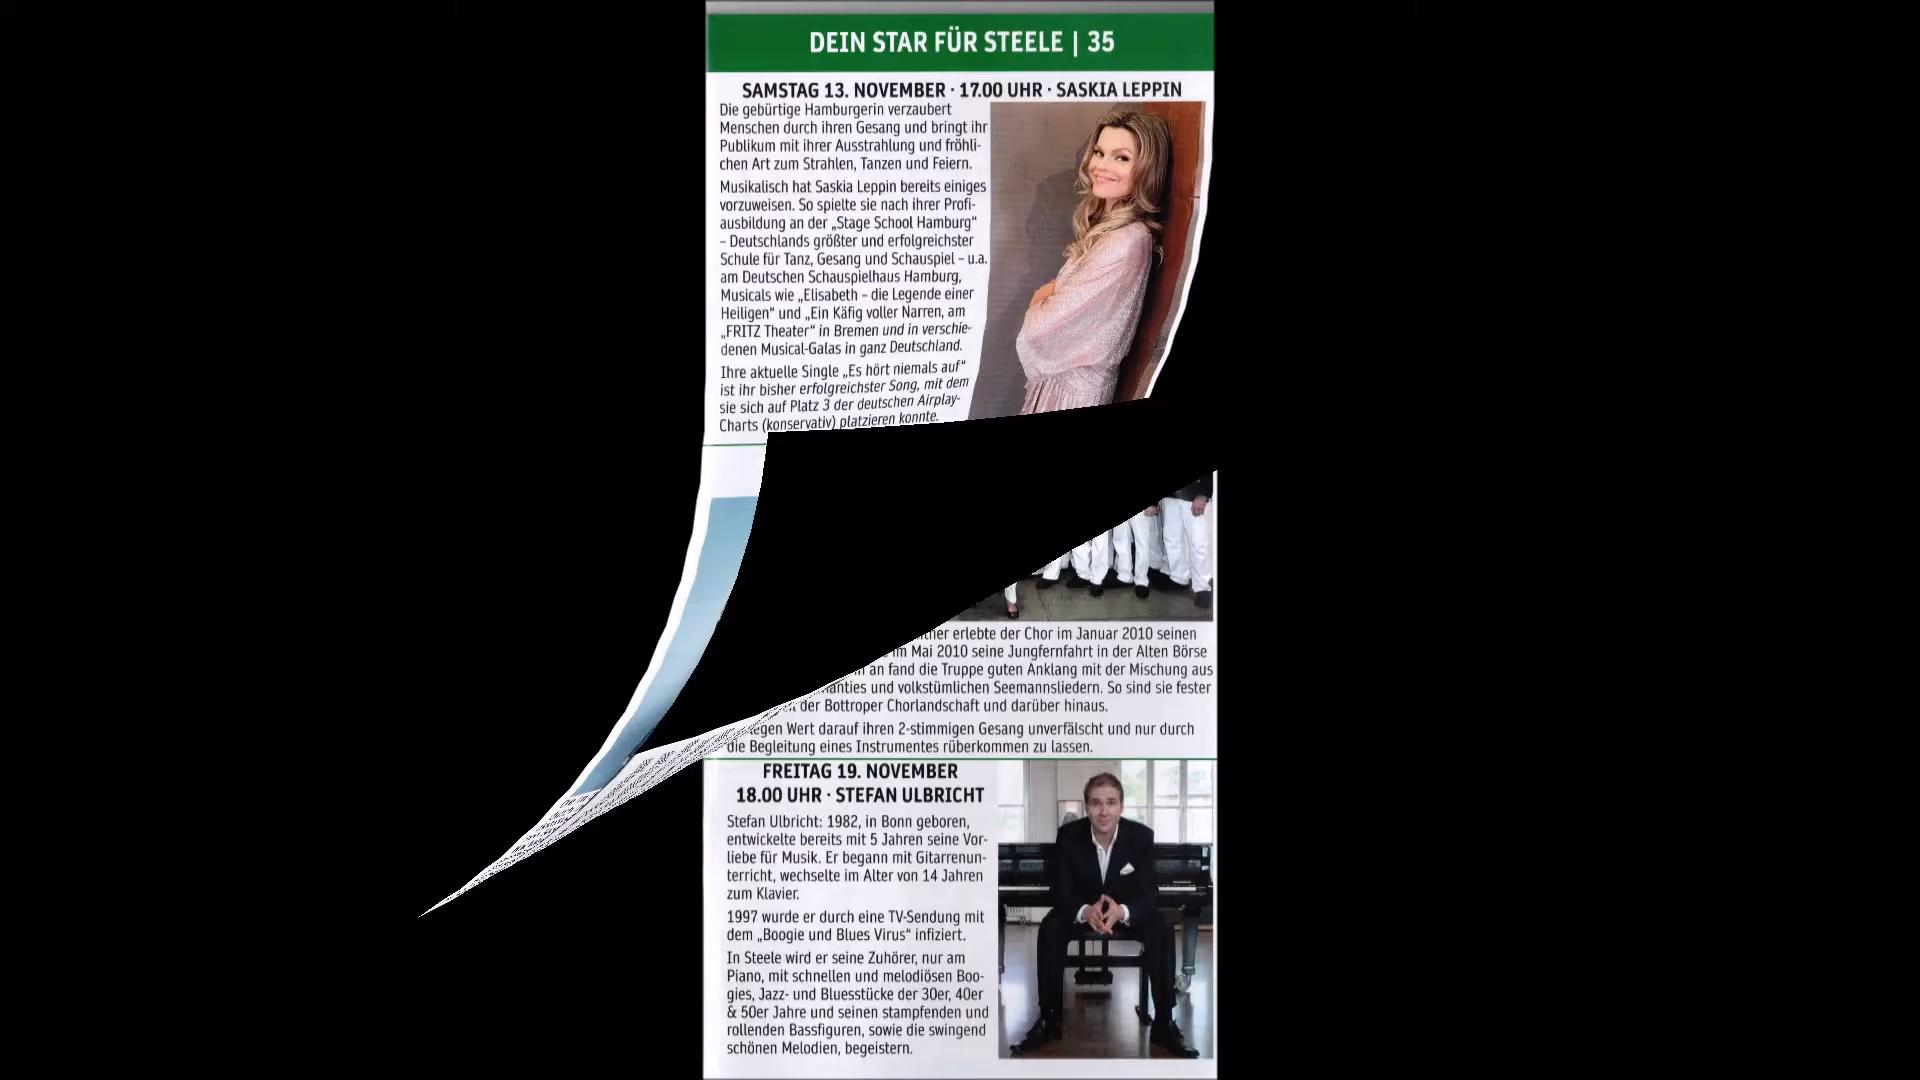 DEIN STAR FÜR STEELE | 35
SAMSTAG 13. NOVEMBER · 17.00 UHR · SASKIA LEPPIN
Die gebürtige Hamburgerin verzaubert
Menschen durch ihren Gesang und bringt ihr
Publikum mit ihrer Ausstrahlung und fröhli-
chen Art zum Strahlen, Tanzen und Feiern.
Musikalisch hat Saskia Leppin bereits einiges
vorzuweisen. So spielte sie nach ihrer Profi-
ausbildung an der „Stage School Hamburg“
– Deutschlands größter und erfolgreichster
Schule für Tanz, Gesang und Schauspiel – u.a.
am Deutschen Schauspielhaus Hamburg,
Musicals wie „Elisabeth – die Legende einer
Heiligen“ und „Ein Käfig voller Narren, am
„FRITZ Theater“ in Bremen und in verschie-
denen Musical-Galas in ganz Deutschland.
Ihre aktuelle Single „Es hört niemals auf“
ist ihr bisher erfolgreichster Song, mit dem
sie sich auf Platz 3 der deutschen Airplay-
Charts (konservativ) platzieren konnte.
erlebte der Chor im Januar 2010 seinen
im Mai 2010 seine Jungfernfahrt in der Alten Börse
an fand die Truppe guten Anklang mit der Mischung aus
und volkstümlichen Seemannsliedern. So sind sie fester
der Bottroper Chorlandschaft und darüber hinaus.
Wert darauf ihren 2-stimmigen Gesang unverfälscht und nur durch
die Begleitung eines Instrumentes rüberkommen zu lassen.
FREITAG 19. NOVEMBER
18.00 UHR · STEFAN ULBRICHT
Stefan Ulbricht: 1982, in Bonn geboren,
entwickelte bereits mit 5 Jahren seine Vor-
liebe für Musik. Er begann mit Gitarrenun-
terricht, wechselte im Alter von 14 Jahren
zum Klavier.
1997 wurde er durch eine TV-Sendung mit
dem „Boogie und Blues Virus“ infiziert.
In Steele wird er seine Zuhörer, nur am
Piano, mit schnellen und melodiösen Boo-
gies, Jazz- und Bluesstücke der 30er, 40er
& 50er Jahre und seinen stampfenden und
rollenden Bassfiguren, sowie die swingend
schönen Melodien, begeistern.